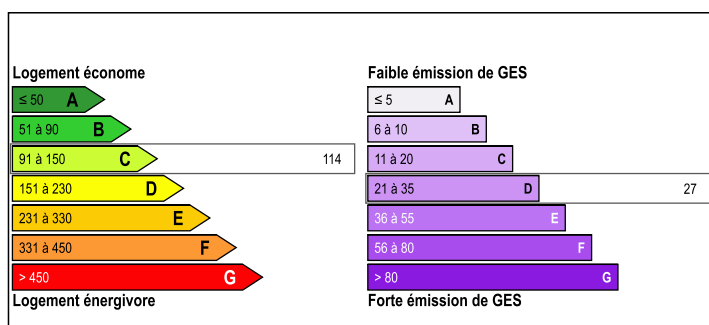 Logement économe
≤ 50 A
51 à 90 B
91 à 150 C 114
151 à 230 D
231 à 330 E
331 à 450 F
> 450 G
Logement énergivore
Faible émission de GES
≤ 5 A
6 à 10 B
11 à 20 C
21 à 35 D 27
36 à 55 E
56 à 80 F
> 80 G
Forte émission de GES